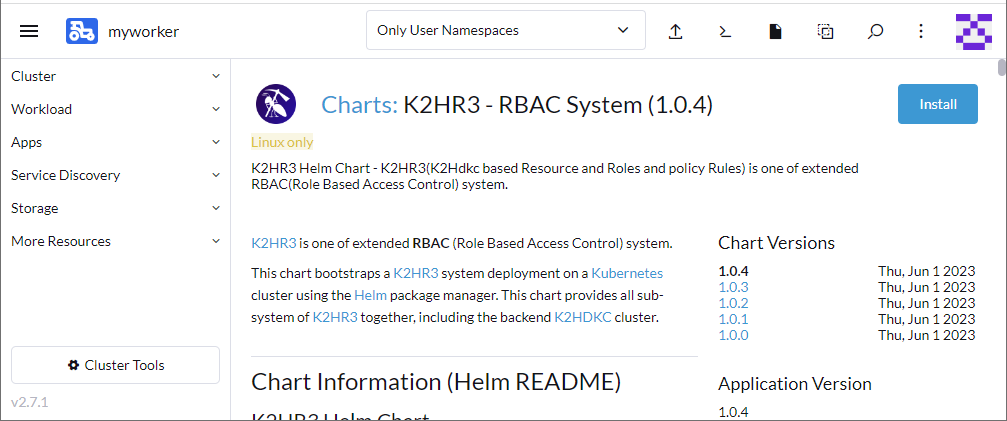 myworker
Only User Namespaces
Cluster
Workload
Apps
Service Discovery
Storage
More Resources
Cluster Tools
v2.7.1
Charts: K2HR3 - RBAC System (1.0.4)
Install
Linux only
K2HR3 Helm Chart - K2HR3(K2Hdkc based Resource and Roles and policy Rules) is one of extended
RBAC(Role Based Access Control) system.
K2HR3 is one of extended RBAC (Role Based Access Control) system.
This chart bootstraps a K2HR3 system deployment on a Kubernetes
cluster using the Helm package manager. This chart provides all sub-
system of K2HR3 together, including the backend K2HDKC cluster.
Chart Information (Helm README)
K2HR3 Helm Chart
Chart Versions
1.0.4 Thu, Jun 1 2023
1.0.3 Thu, Jun 1 2023
1.0.2 Thu, Jun 1 2023
1.0.1 Thu, Jun 1 2023
1.0.0 Thu, Jun 1 2023
Application Version
1.0.4